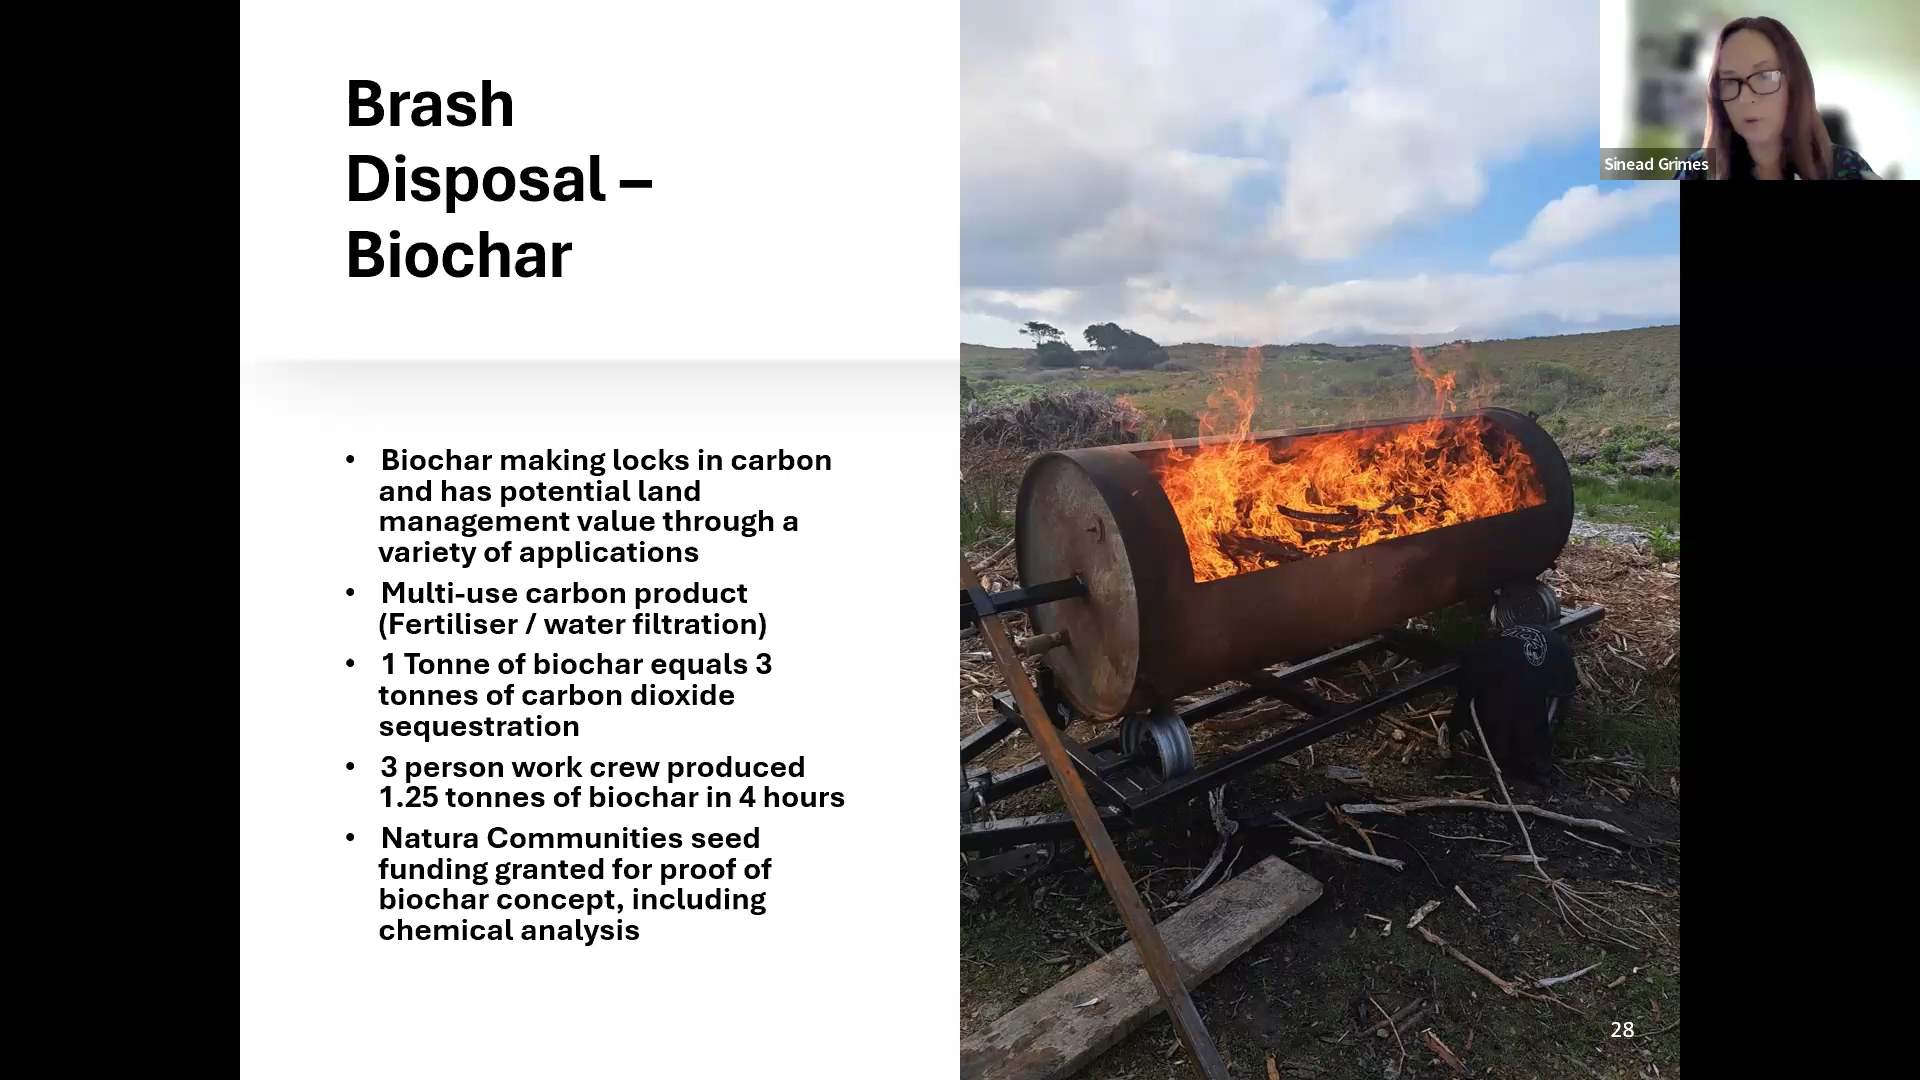 Brash
Disposal –
Biochar
Sinead Grimes
• Biochar making locks in carbon
and has potential land
management value through a
variety of applications
• Multi-use carbon product
(Fertiliser / water filtration)
• 1 Tonne of biochar equals 3
tonnes of carbon dioxide
sequestration
• 3 person work crew produced
1.25 tonnes of biochar in 4 hours
• Natura Communities seed
funding granted for proof of
biochar concept, including
chemical analysis
28